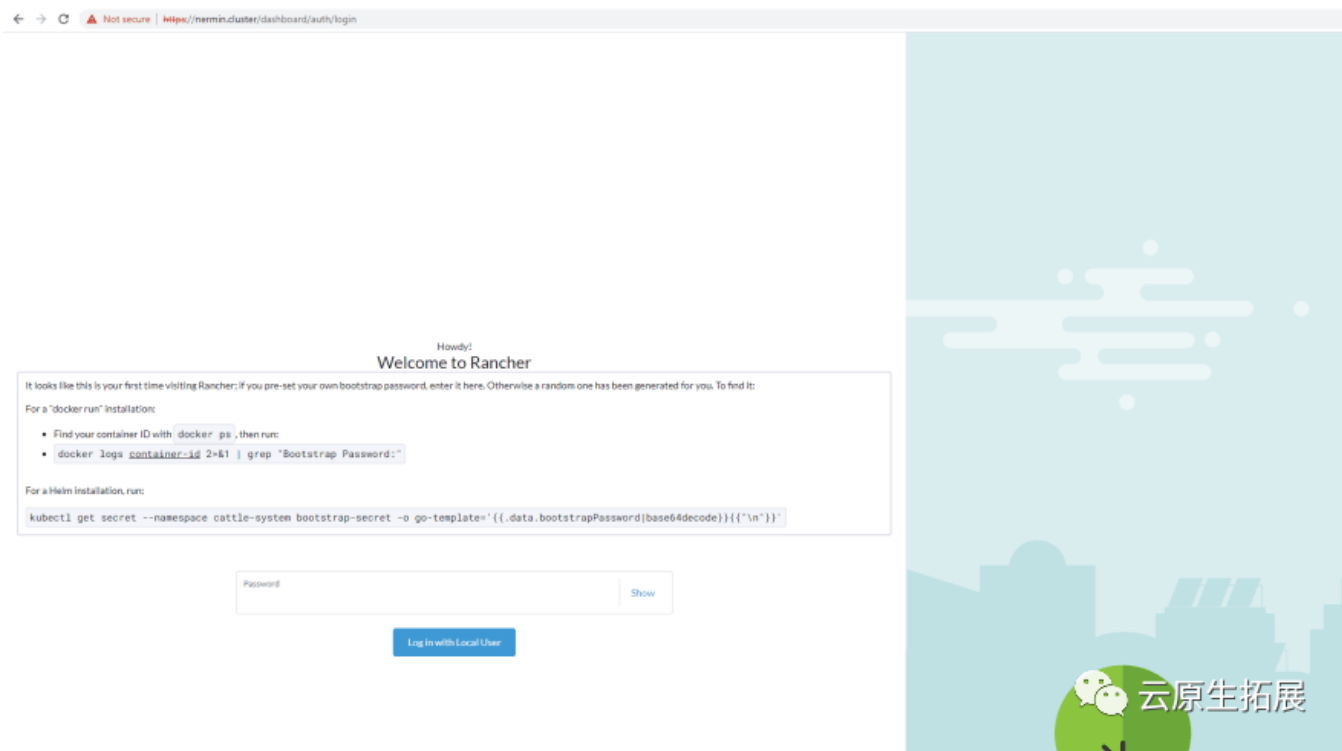 Not secure | https://nermin.cluster/dashboard/auth/login
Howdy!
Welcome to Rancher
It looks like this is your first time visiting Rancher; if you pre-set your own bootstrap password, enter it here. Otherwise a random one has been generated for you. To find it:
For a "docker run" installation:
• Find your container ID with docker ps, then run:
• docker logs container-id 2>&1 | grep "Bootstrap Password:"
For a Helm installation, run:
kubectl get secret --namespace cattle-system bootstrap-secret -o go-template='{{.data.bootstrapPassword|base64decode}}{{"\n"}}'
Password
Show
Log in with Local User
云原生拓展